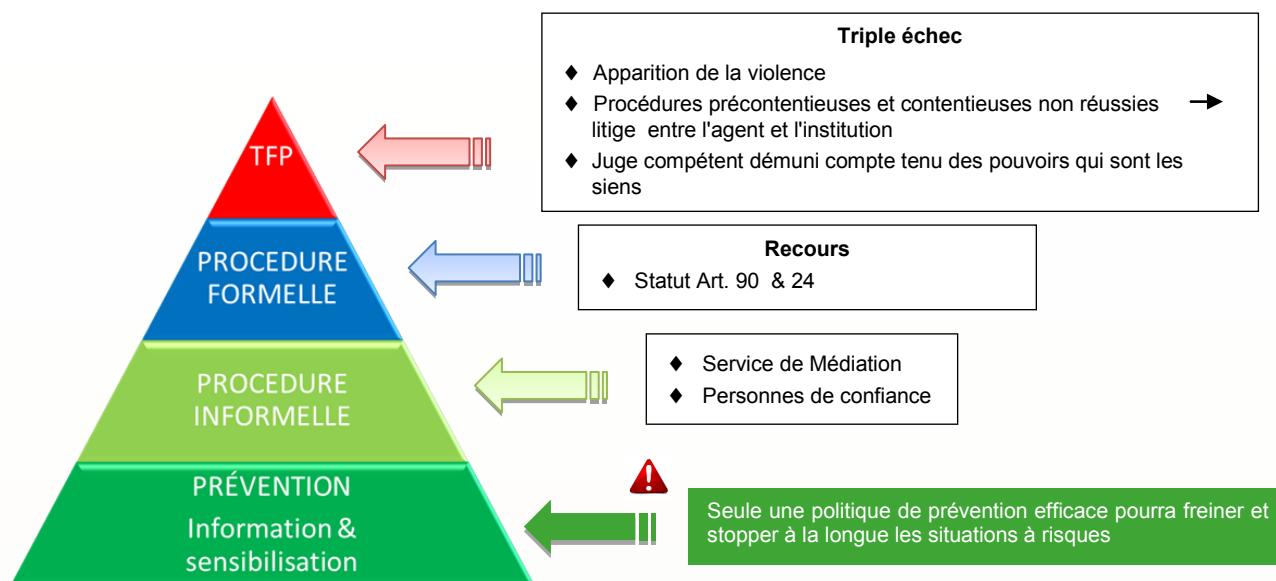 Triple échec
♦ Apparition de la violence
♦ Procédures précontentieuses et contentieuses non réussies →
litige entre l'agent et l'institution
♦ Juge compétent démuni compte tenu des pouvoirs qui sont les
siens
TFP
Recours
♦ Statut Art. 90 & 24
PROCEDURE
FORMELLE
♦ Service de Médiation
♦ Personnes de confiance
PROCEDURE
INFORMELLE
PRÉVENTION
Information &
sensibilisation
Seule une politique de prévention efficace pourra freiner et
stopper à la longue les situations à risques